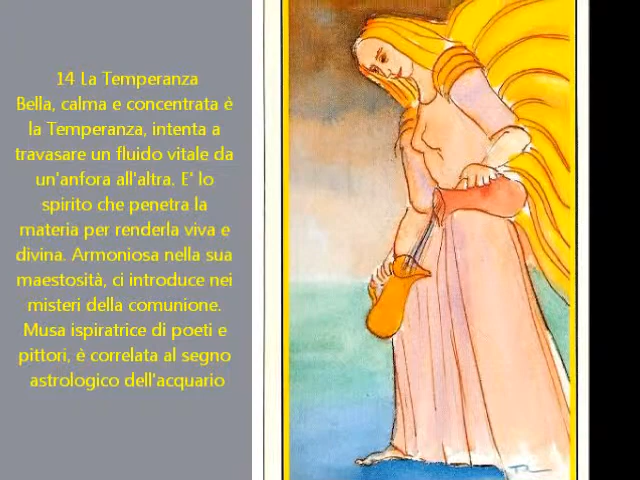 14 La Temperanza
Bella, calma e concentrata è
la Temperanza, intenta a
travasare un fluido vitale da
un'anfora all'altra. E' lo
spirito che penetra la
materia per renderla viva e
divina. Armoniosa nella sua
maestosità, ci introduce nei
misteri della comunione.
Musa ispiratrice di poeti e
pittori, è correlata al segno
astrologico dell'acquario